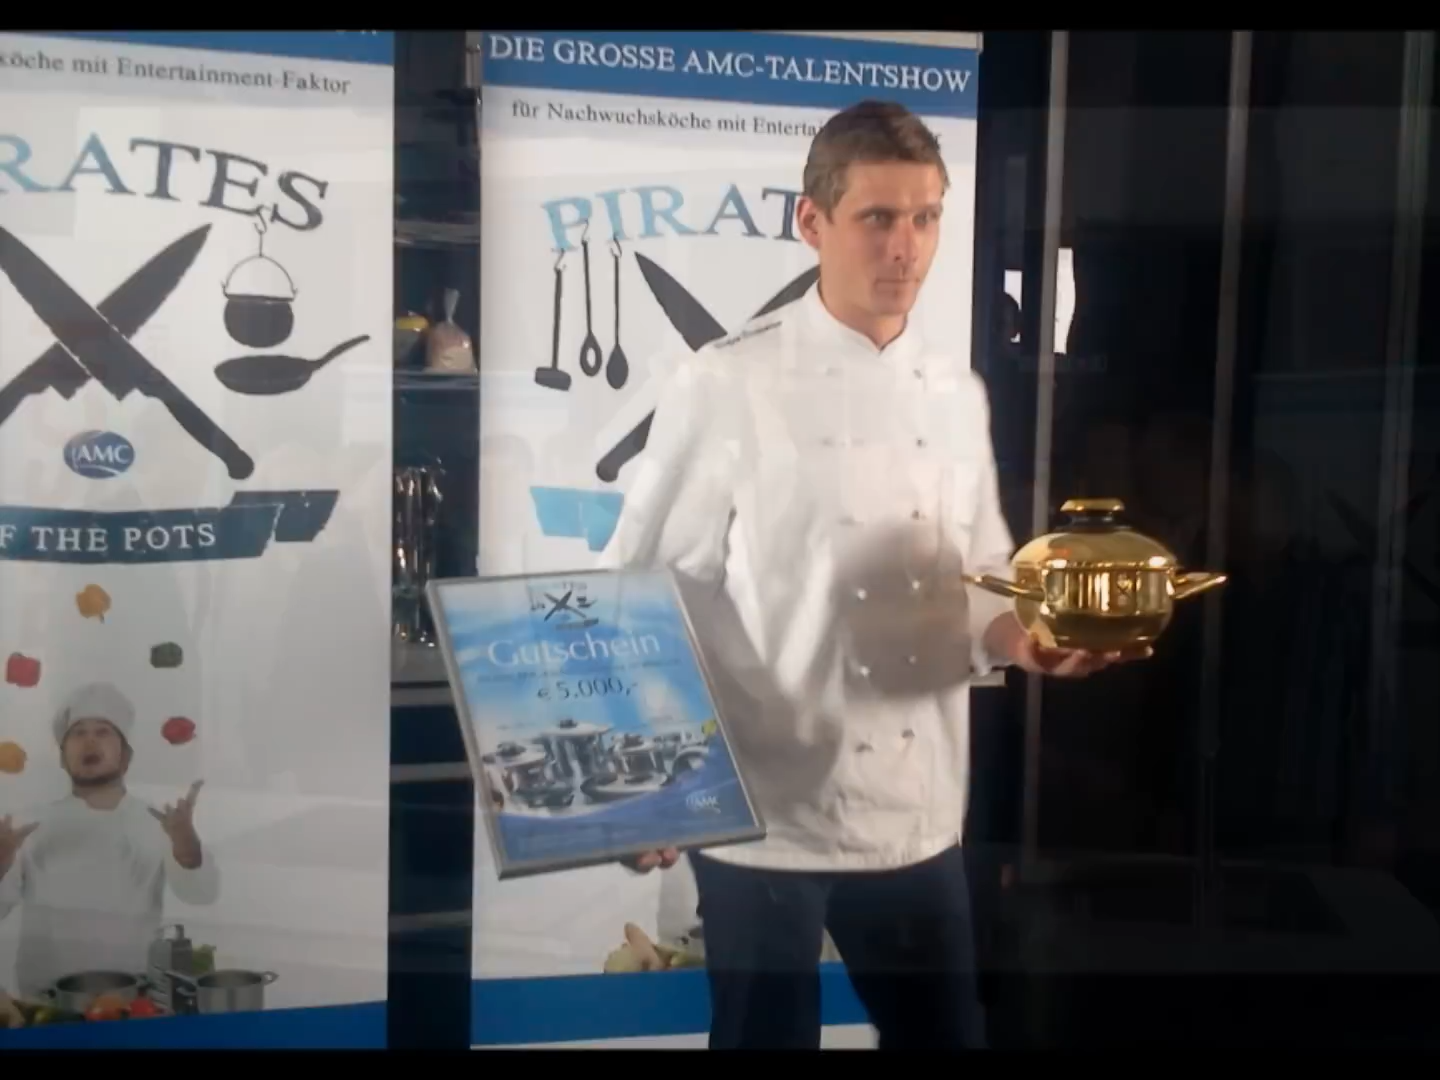 köche mit Entertainment-Faktor
RATES
AMC
F THE POTS
DIE GROSSE AMC-TALENTSHOW
für Nachwuchsköche mit Enterta
PIRAT
Gutschein
€ 5.000,-
AMC